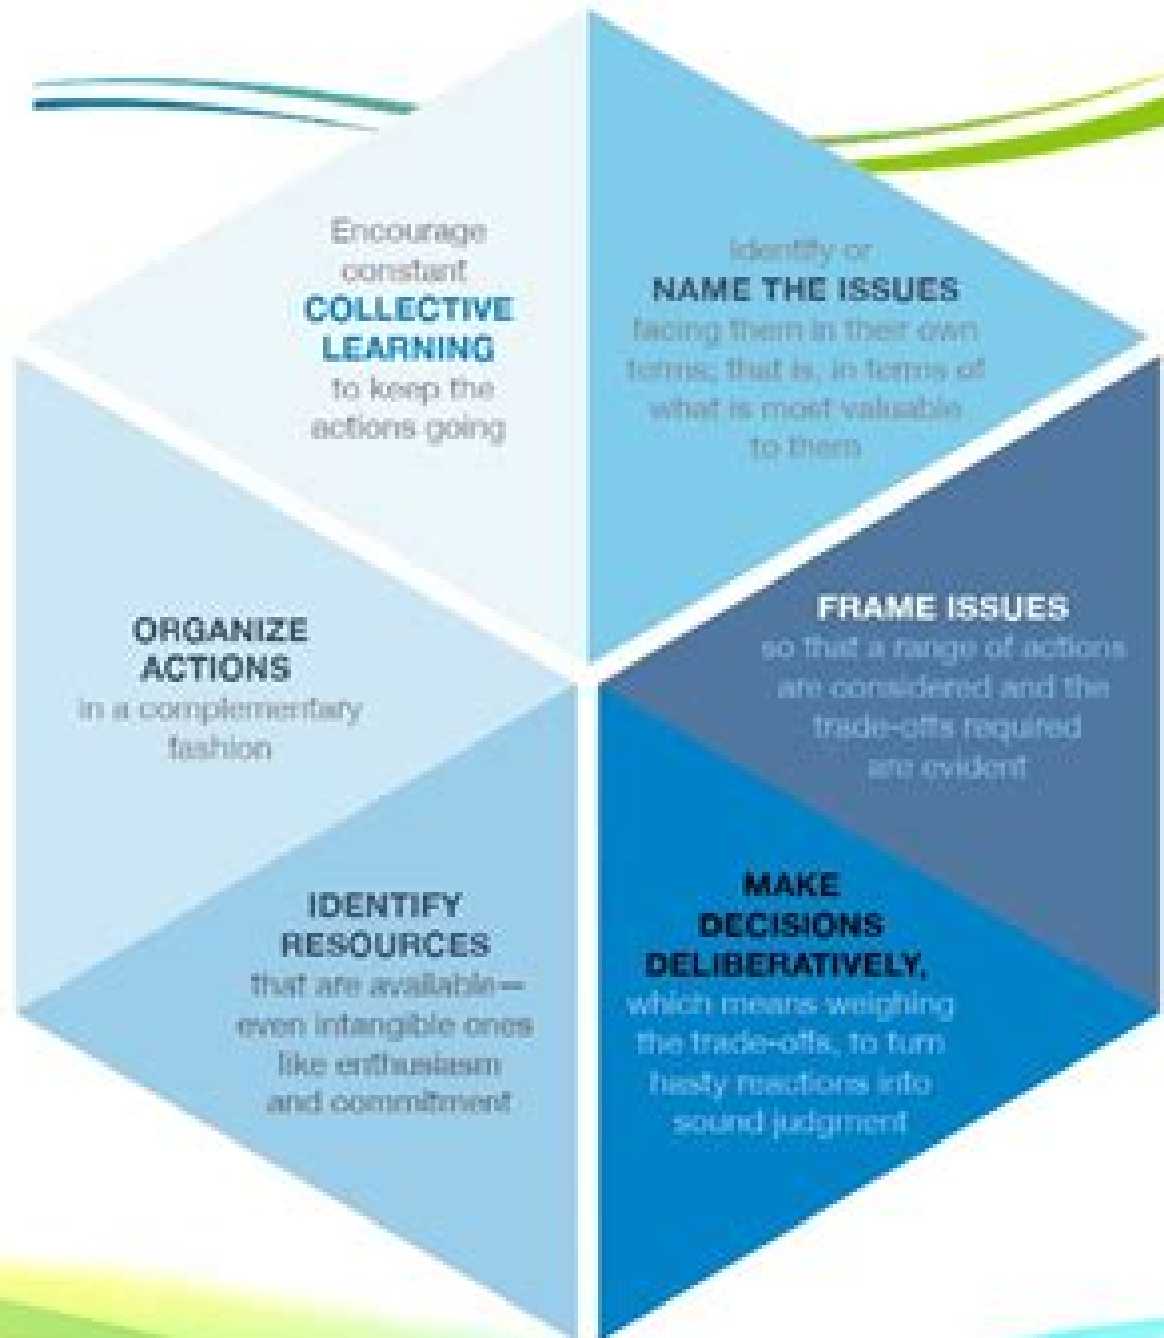 Encourage
constant
COLLECTIVE
LEARNING
to keep the
actions going
Identify or
NAME THE ISSUES
facing them in their own
terms; that is, in terms of
what is most valuable
to them
FRAME ISSUES
so that a range of actions
are considered and the
trade-offs required
are evident
MAKE
DECISIONS
DELIBERATIVELY,
which means weighing
the trade-offs, to turn
hasty reactions into
sound judgment
IDENTIFY
RESOURCES
that are available—
even intangible ones
like enthusiasm
and commitment
ORGANIZE
ACTIONS
in a complementary
fashion